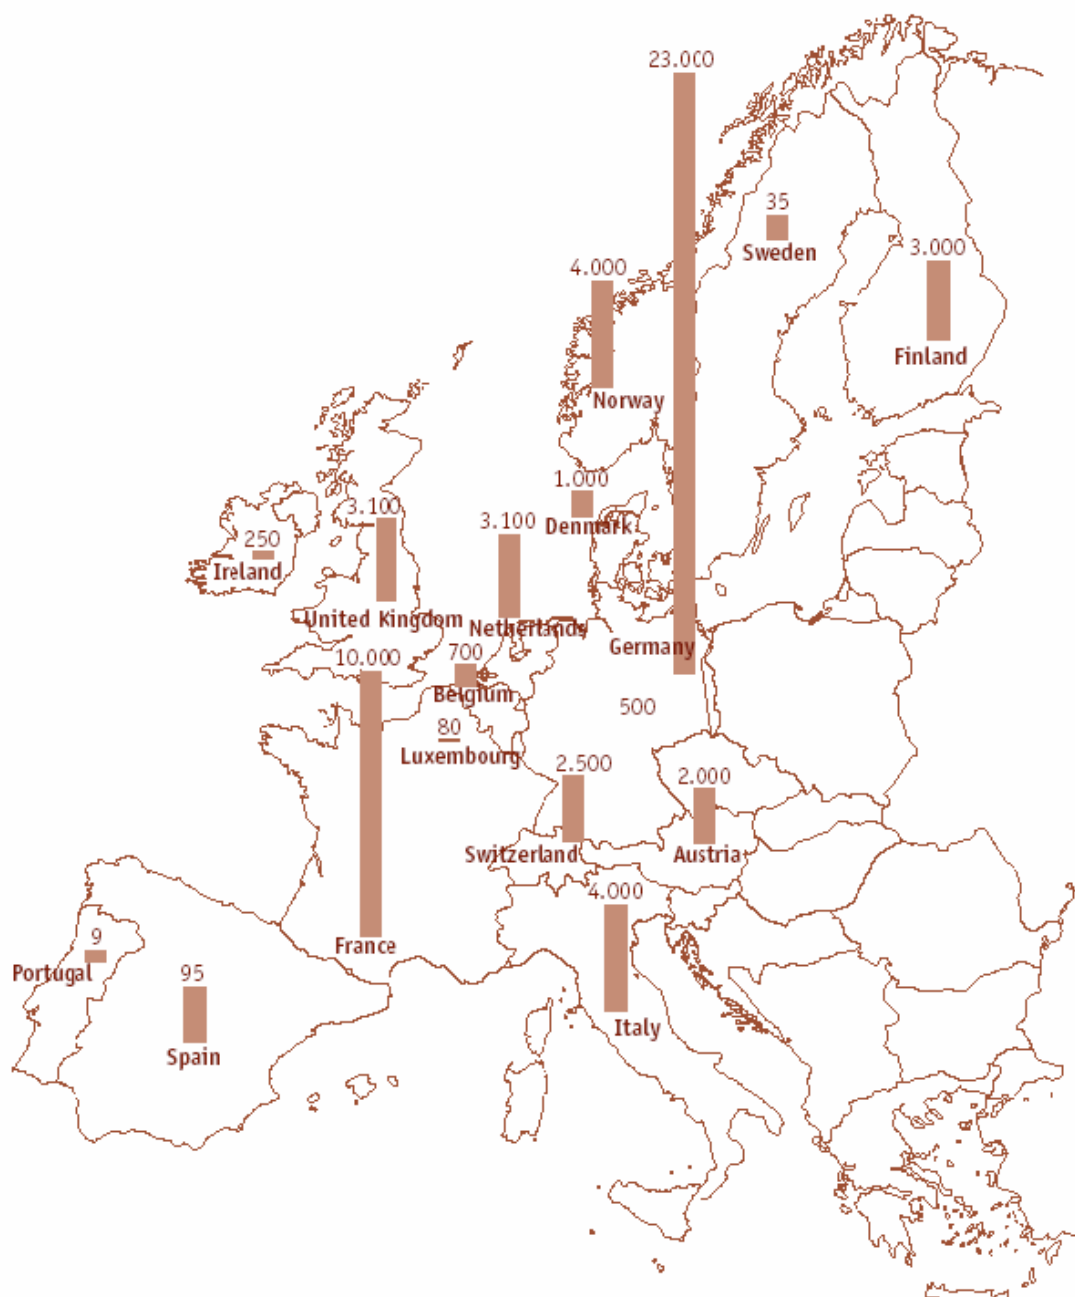 23.000
35
Sweden
3.000
Finland
4.000
Norway
1.000
Denmark
3.100
United Kingdom
3.100
Netherlands
250
Ireland
Germany
10.000
France
700
Belgium
500
80
Luxembourg
2.500
Switzerland
2.000
Austria
4.000
Italy
9
Portugal
95
Spain